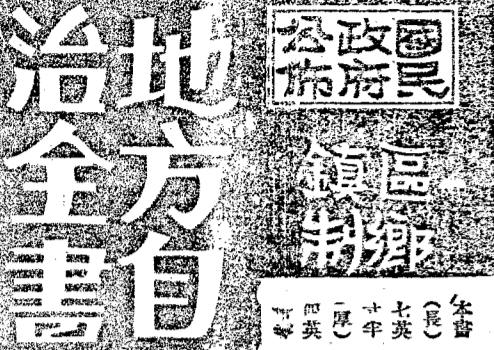 國民
政府
公佈
區鄉
鎮制
地方自
治全書
本書
(長)
七英
寸半
厚)
四英